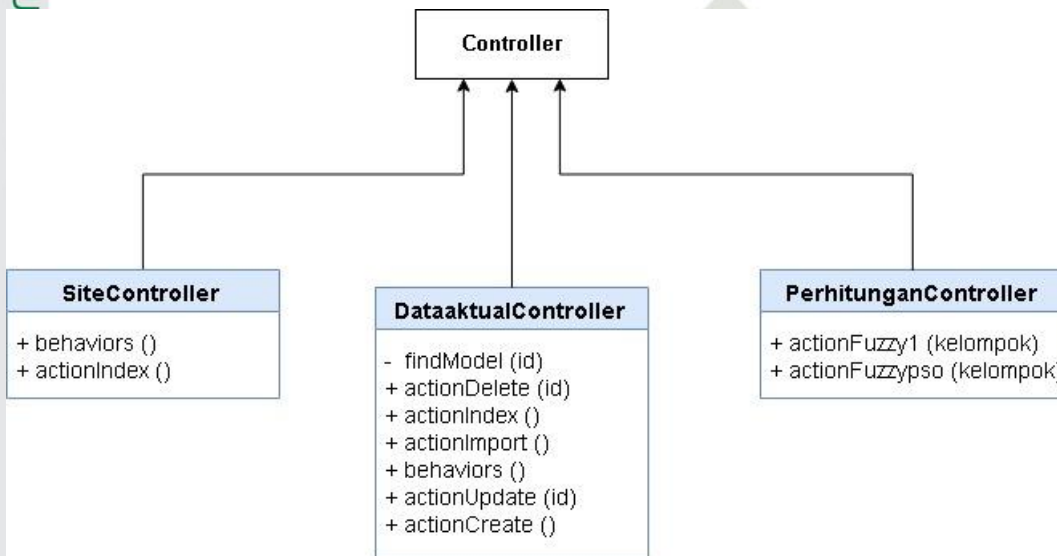 Controller
SiteController
+ behaviors ()
+ actionIndex ()
DataaktualController
- findModel (id)
+ actionDelete (id)
+ actionIndex ()
+ actionImport ()
+ behaviors ()
+ actionUpdate (id)
+ actionCreate ()
PerhitunganController
+ actionFuzzy1 (kelompok)
+ actionFuzzypso (kelompok)